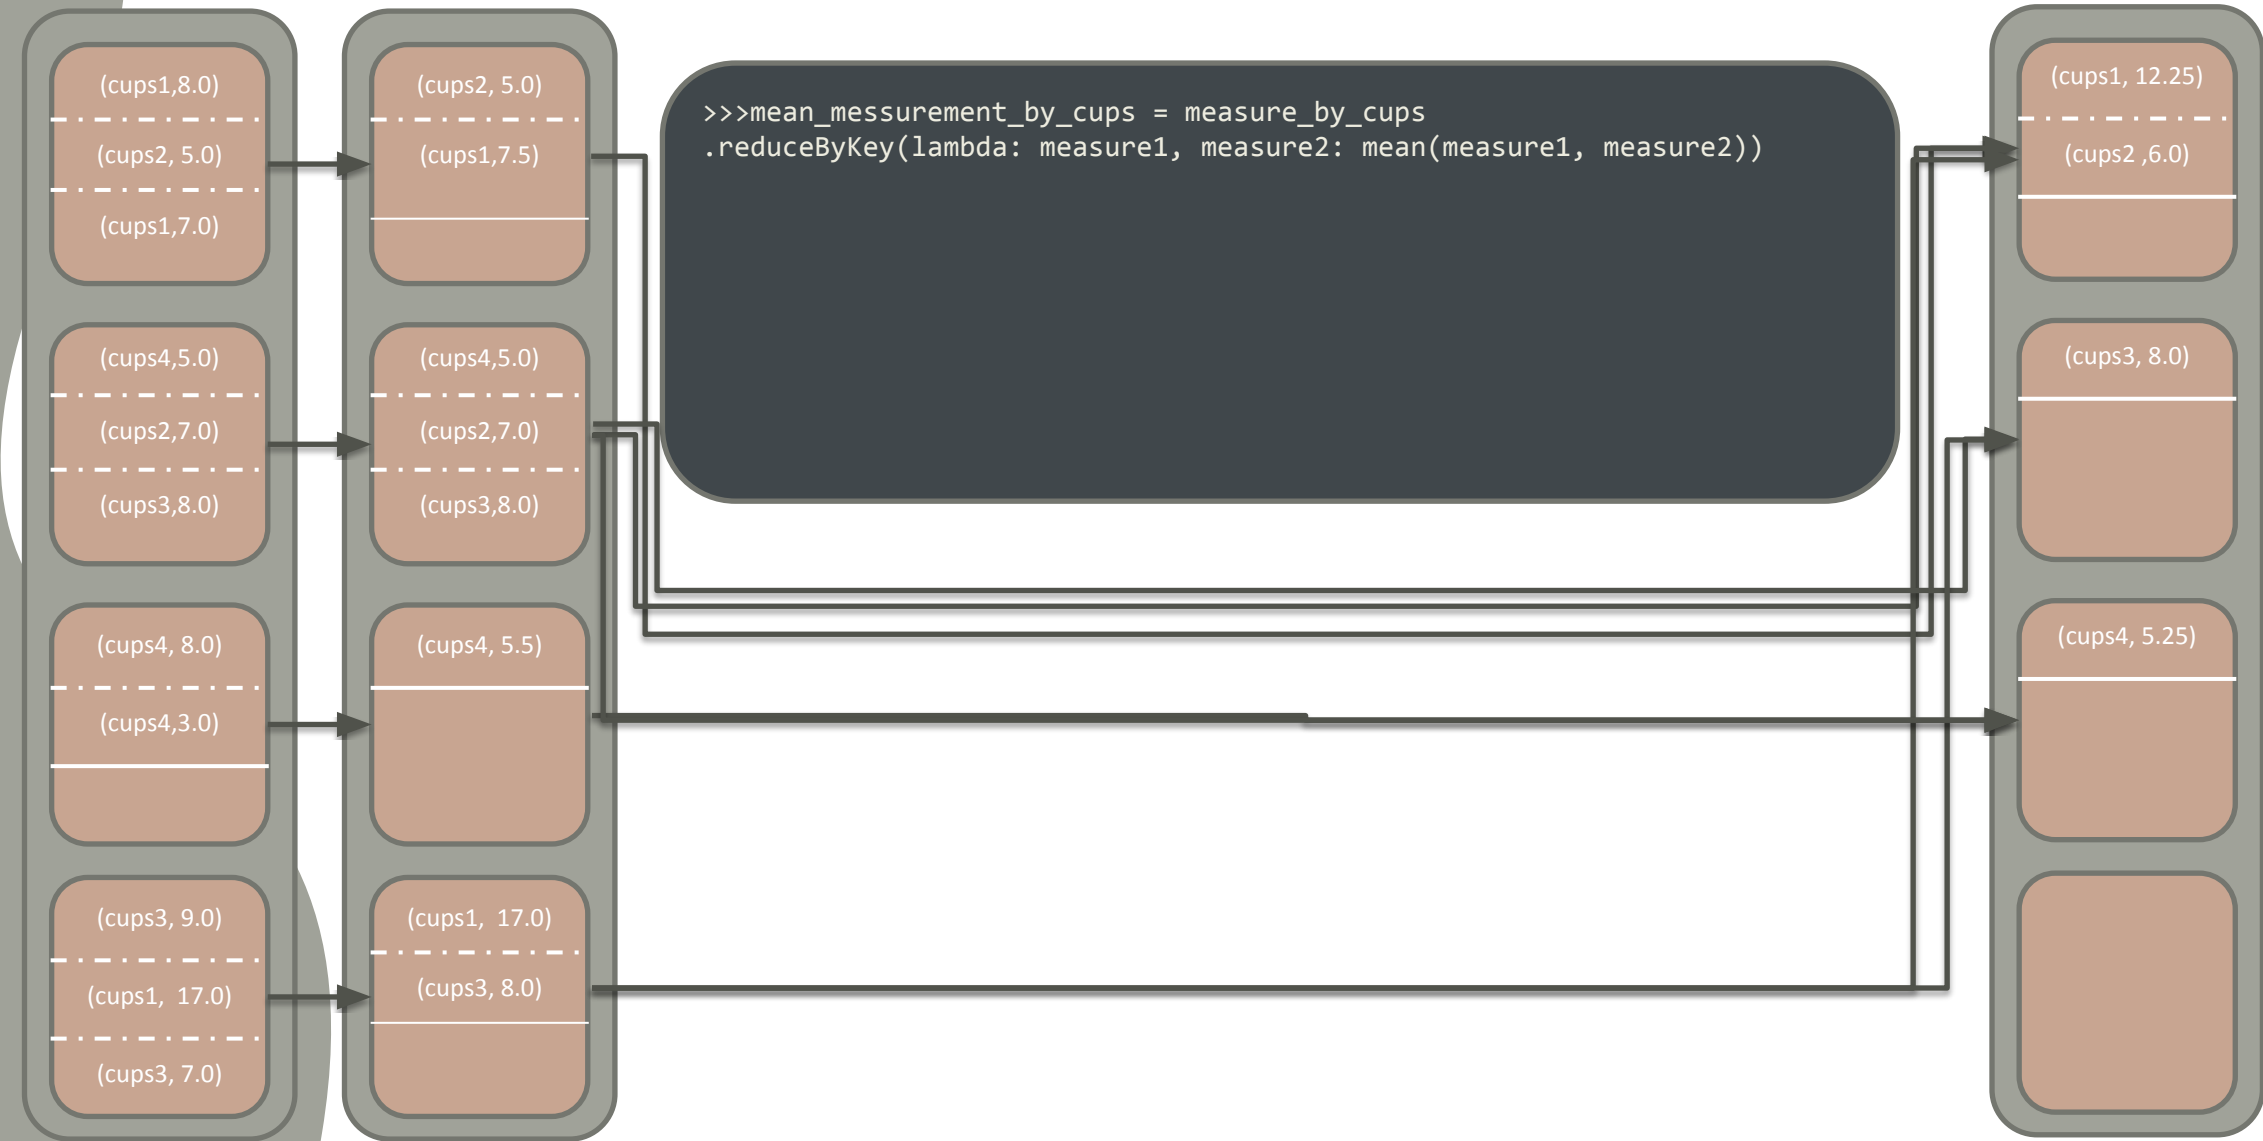 (cups1,8.0)
(cups2, 5.0)
(cups1,7.0)
(cups4,5.0)
(cups2,7.0)
(cups3,8.0)
(cups4, 8.0)
(cups4,3.0)
(cups3, 9.0)
(cups1,  17.0)
(cups3, 7.0)
(cups2, 5.0)
(cups1,7.5)
(cups4,5.0)
(cups2,7.0)
(cups3,8.0)
(cups4, 5.5)
(cups1,  17.0)
(cups3, 8.0)
>>>mean_messurement_by_cups = measure_by_cups
.reduceByKey(lambda: measure1, measure2: mean(measure1, measure2))
(cups1, 12.25)
(cups2 ,6.0)
(cups3, 8.0)
(cups4, 5.25)